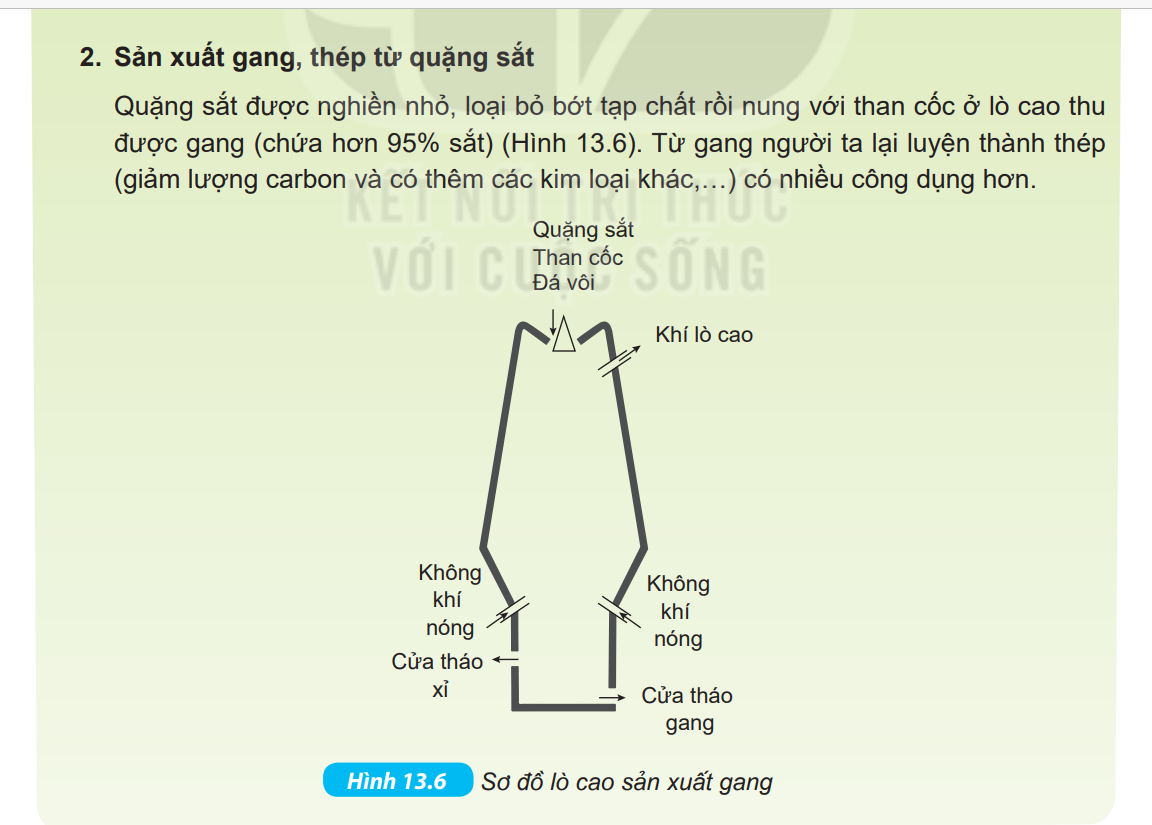 2. Sản xuất gang, thép từ quặng sắt
Quặng sắt được nghiền nhỏ, loại bỏ bớt tạp chất rồi nung với than cốc ở lò cao thu
được gang (chứa hơn 95% sắt) (Hình 13.6). Từ gang người ta lại luyện thành thép
(giảm lượng carbon và có thêm các kim loại khác,…) có nhiều công dụng hơn.
KẾT NỐI TRI THỨC
VỚI CUỘC SỐNG
Quặng sắt
Than cốc
Đá vôi
Khí lò cao
Không
khí
nóng
Không
khí
nóng
Cửa tháo
xỉ
Cửa tháo
gang
Hình 13.6 Sơ đồ lò cao sản xuất gang